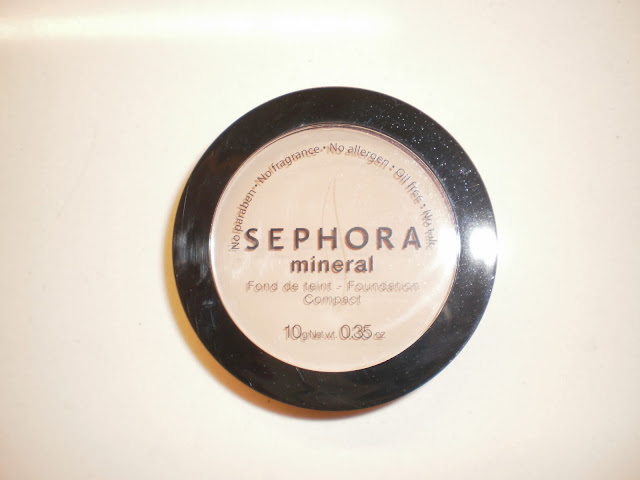 No paraben • No fragrance • No allergen • Oil free • No talc
SEPHORA
mineral
Fond de teint - Foundation
Compact
10g Net wt. 0.35 oz